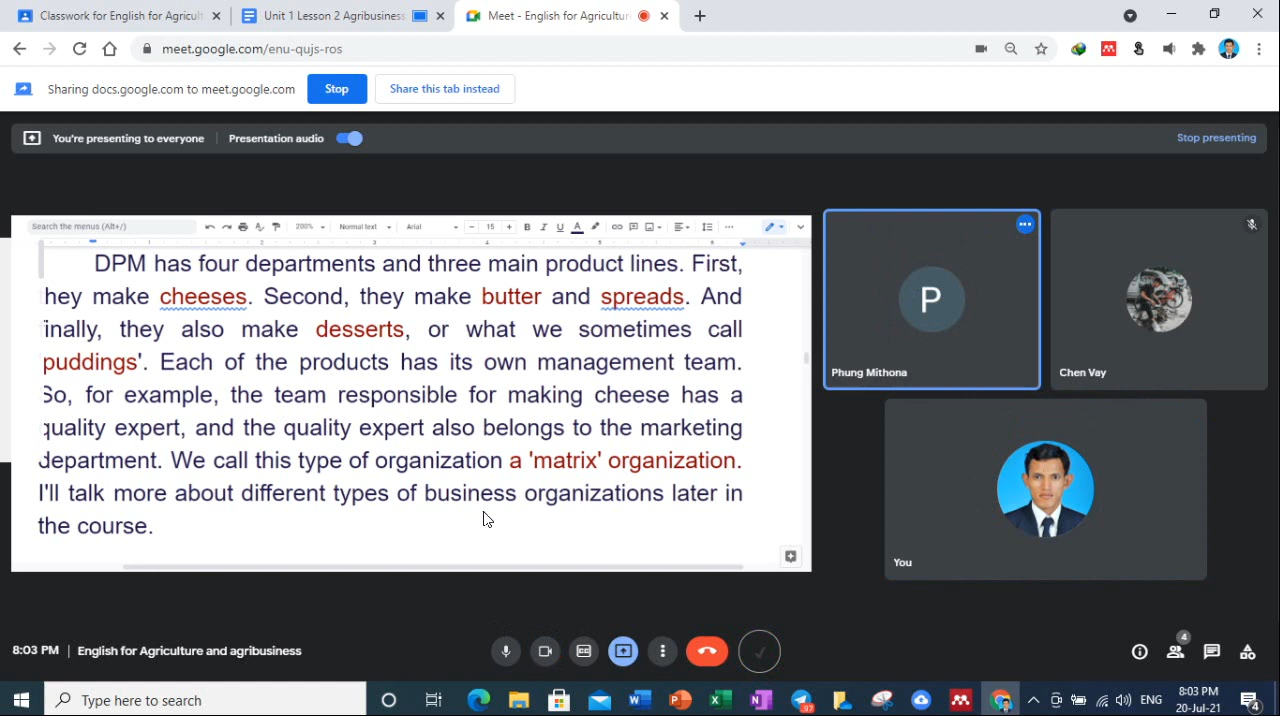 Classwork for English for Agricult
Unit 1 Lesson 2 Agribusiness
Meet - English for Agricultur
meet.google.com/enu-qujs-ros
Sharing docs.google.com to meet.google.com
Stop
Share this tab instead
You're presenting to everyone
Presentation audio
Stop presenting
Search the menus (Alt+/)
200%
Normal text
Arial
15
B I U A
DPM has four departments and three main product lines. First,
hey make cheeses. Second, they make butter and spreads. And
finally, they also make desserts, or what we sometimes call
puddings'. Each of the products has its own management team.
So, for example, the team responsible for making cheese has a
quality expert, and the quality expert also belongs to the marketing
department. We call this type of organization a 'matrix' organization.
I'll talk more about different types of business organizations later in
the course.
P
Phung Mithona
Chen Vay
You
8:03 PM | English for Agriculture and agribusiness
4
Type here to search
97
ENG
8:03 PM
20-Jul-21
4